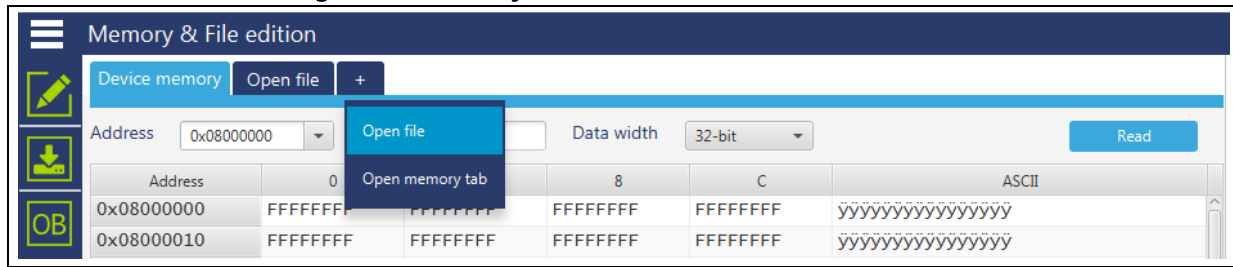 Memory & File edition
Device memory Open file +
Address 0x08000000 Data width 32-bit Read
Open file
Open memory tab
Address 0 8 C ASCII
0x08000000 FFFFFFFF FFFFFFFF FFFFFFFF FFFFFFFF ÿÿÿÿÿÿÿÿÿÿÿÿÿÿÿÿ
OB
0x08000010 FFFFFFFF FFFFFFFF FFFFFFFF FFFFFFFF ÿÿÿÿÿÿÿÿÿÿÿÿÿÿÿÿ